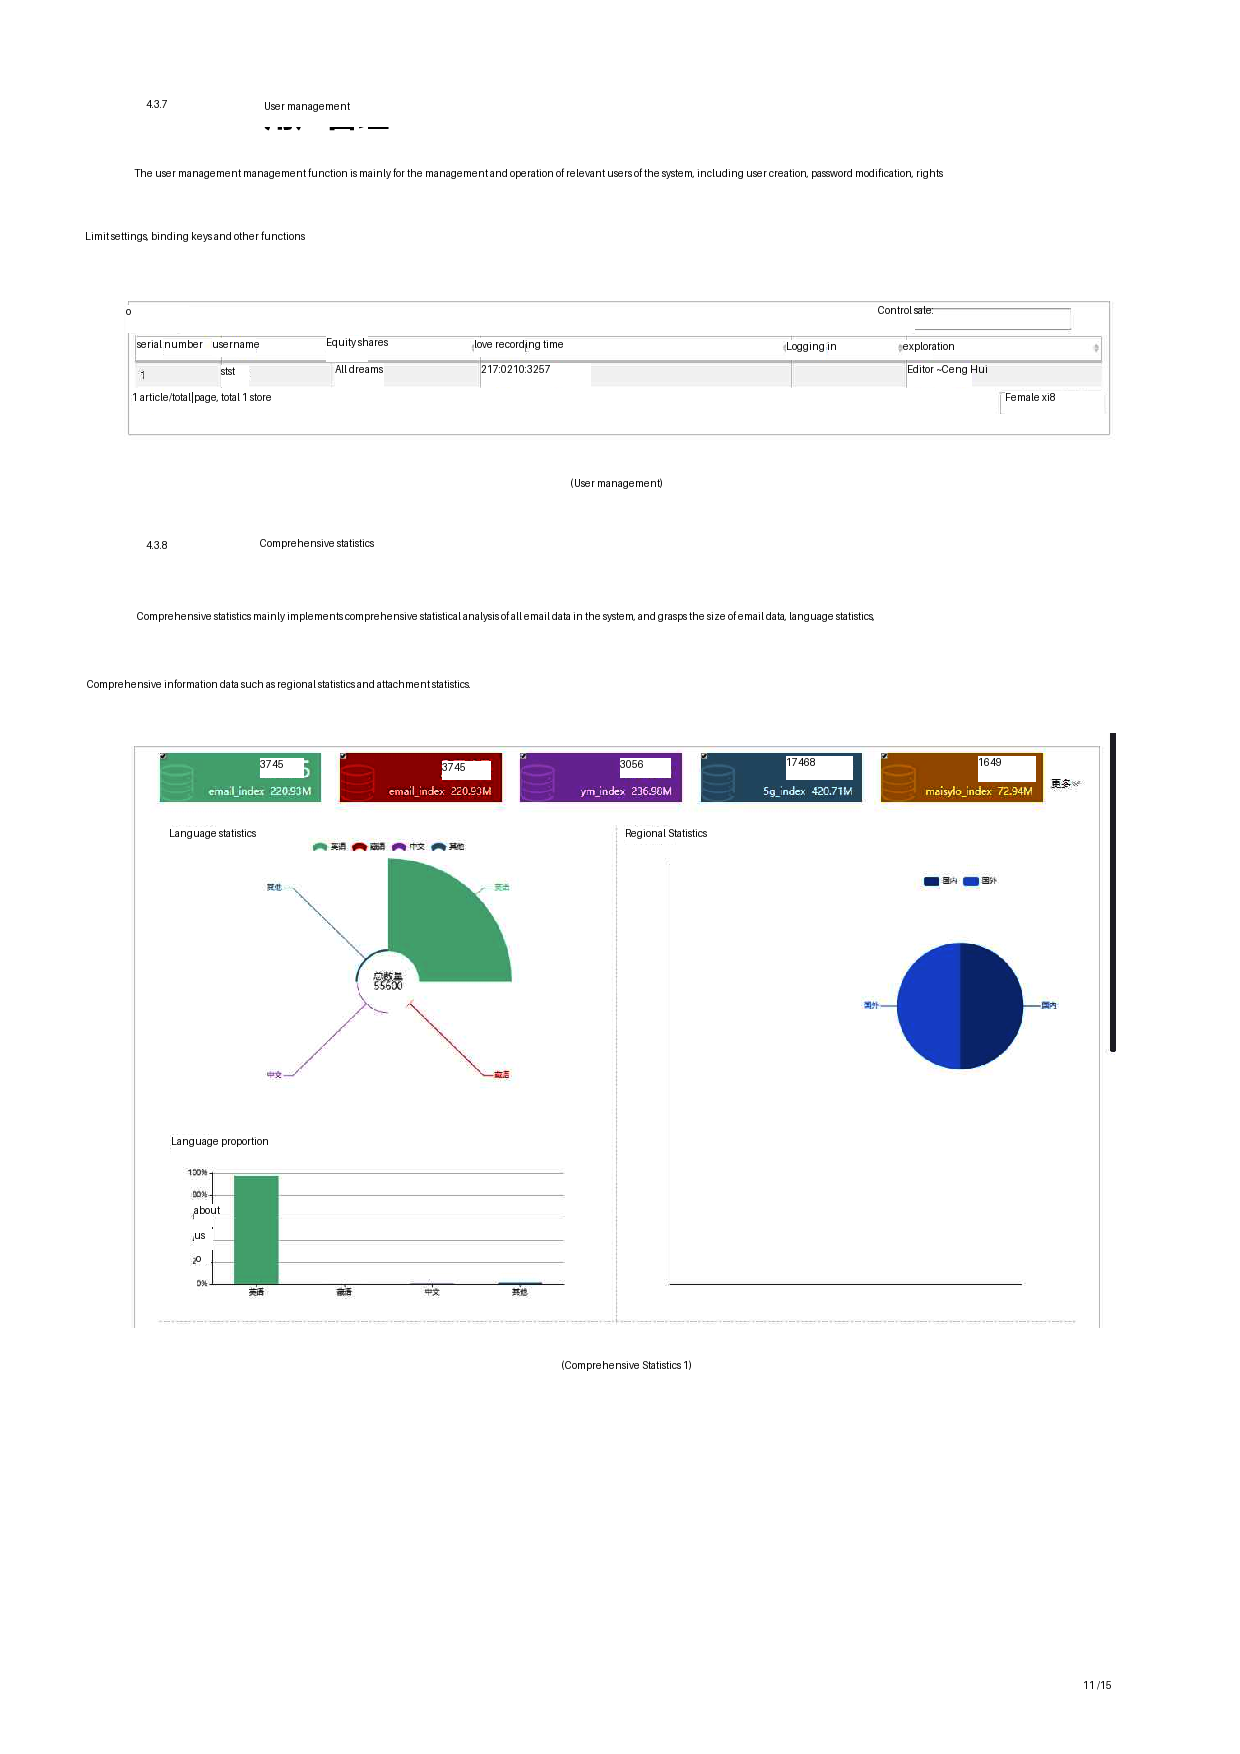 4.3.7 User management
The user management management function is mainly for the management and operation of relevant users of the system, including user creation, password modification, rights
Limit settings, binding keys and other functions
o Control sale:
serial number username Equity shares love recording time Logging in exploration
1 stst All dreams 217:0210:3257 Editor ~Ceng Hui
1 article/total page, total 1 store Female xi8
(User management)
4.3.8 Comprehensive statistics
Comprehensive statistics mainly implements comprehensive statistical analysis of all email data in the system, and grasps the size of email data, language statistics,
Comprehensive information data such as regional statistics and attachment statistics.
3745 3745 3056 17468 1649
email_index 220.93M email_index 220.93M ym_index 236.98M 5g_index 420.71M maisylo_index 72.94M 更多
Language statistics Regional Statistics
英语 藏语 中文 其他
国内 国外
其他 英语
总数量
55600
国外 国内
中文 藏语
Language proportion
100%
80%
about
us
20
0%
英语 藏语 中文 其他
(Comprehensive Statistics 1)
11 /15